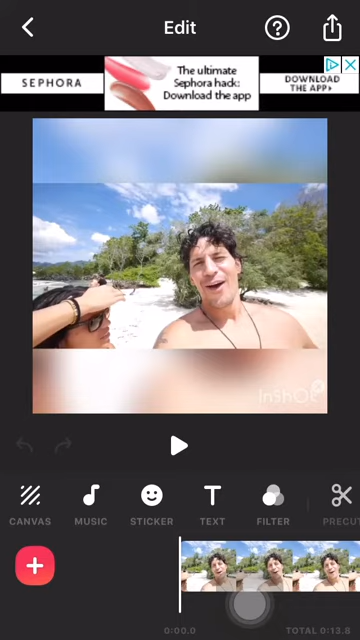 Edit
SEPHORA
The ultimate
Sephora hack:
Download the app
DOWNLOAD
THE APP
InShOt
CANVAS
MUSIC
STICKER
TEXT
FILTER
PRECUT
0:00.0
TOTAL 0:13.8